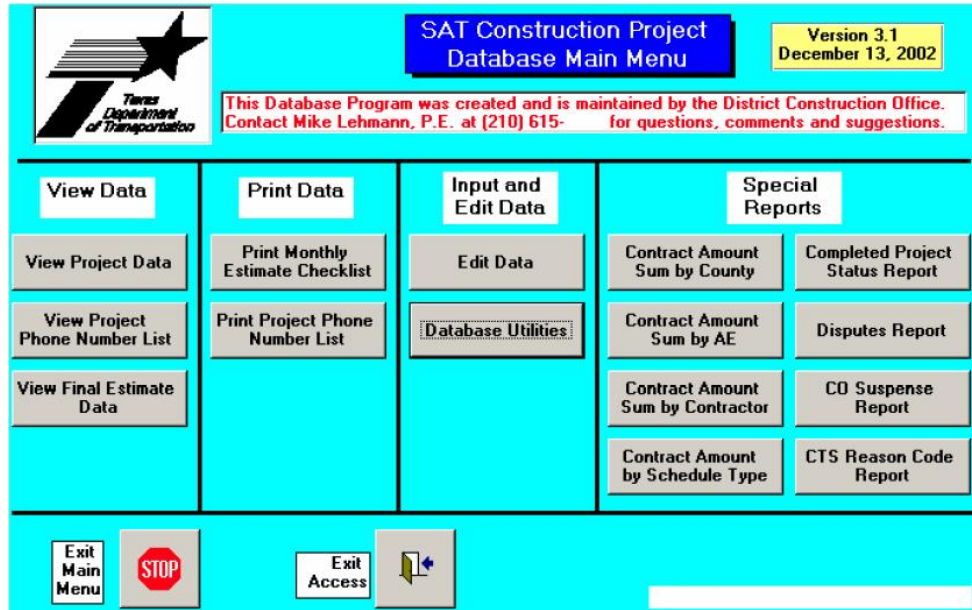 SAT Construction Project
Database Main Menu
Version 3.1
December 13, 2002
Texas
Department
of Transportation
This Database Program was created and is maintained by the District Construction Office.
Contact Mike Lehmann, P.E. at (210) 615- for questions, comments and suggestions.
View Data
Print Data
Input and
Edit Data
Special
Reports
View Project Data
View Project
Phone Number List
View Final Estimate
Data
Print Monthly
Estimate Checklist
Print Project Phone
Number List
Edit Data
Database Utilities
Contract Amount
Sum by County
Contract Amount
Sum by AE
Contract Amount
Sum by Contractor
Contract Amount
by Schedule Type
Completed Project
Status Report
Disputes Report
CO Suspense
Report
CTS Reason Code
Report
Exit
Main
Menu
STOP
Exit
Access